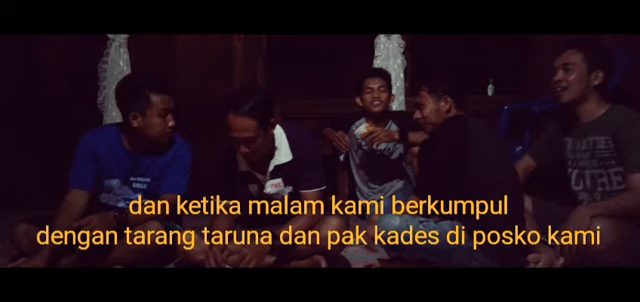 dan ketika malam kami berkumpul
dengan tarang taruna dan pak kades di posko kami